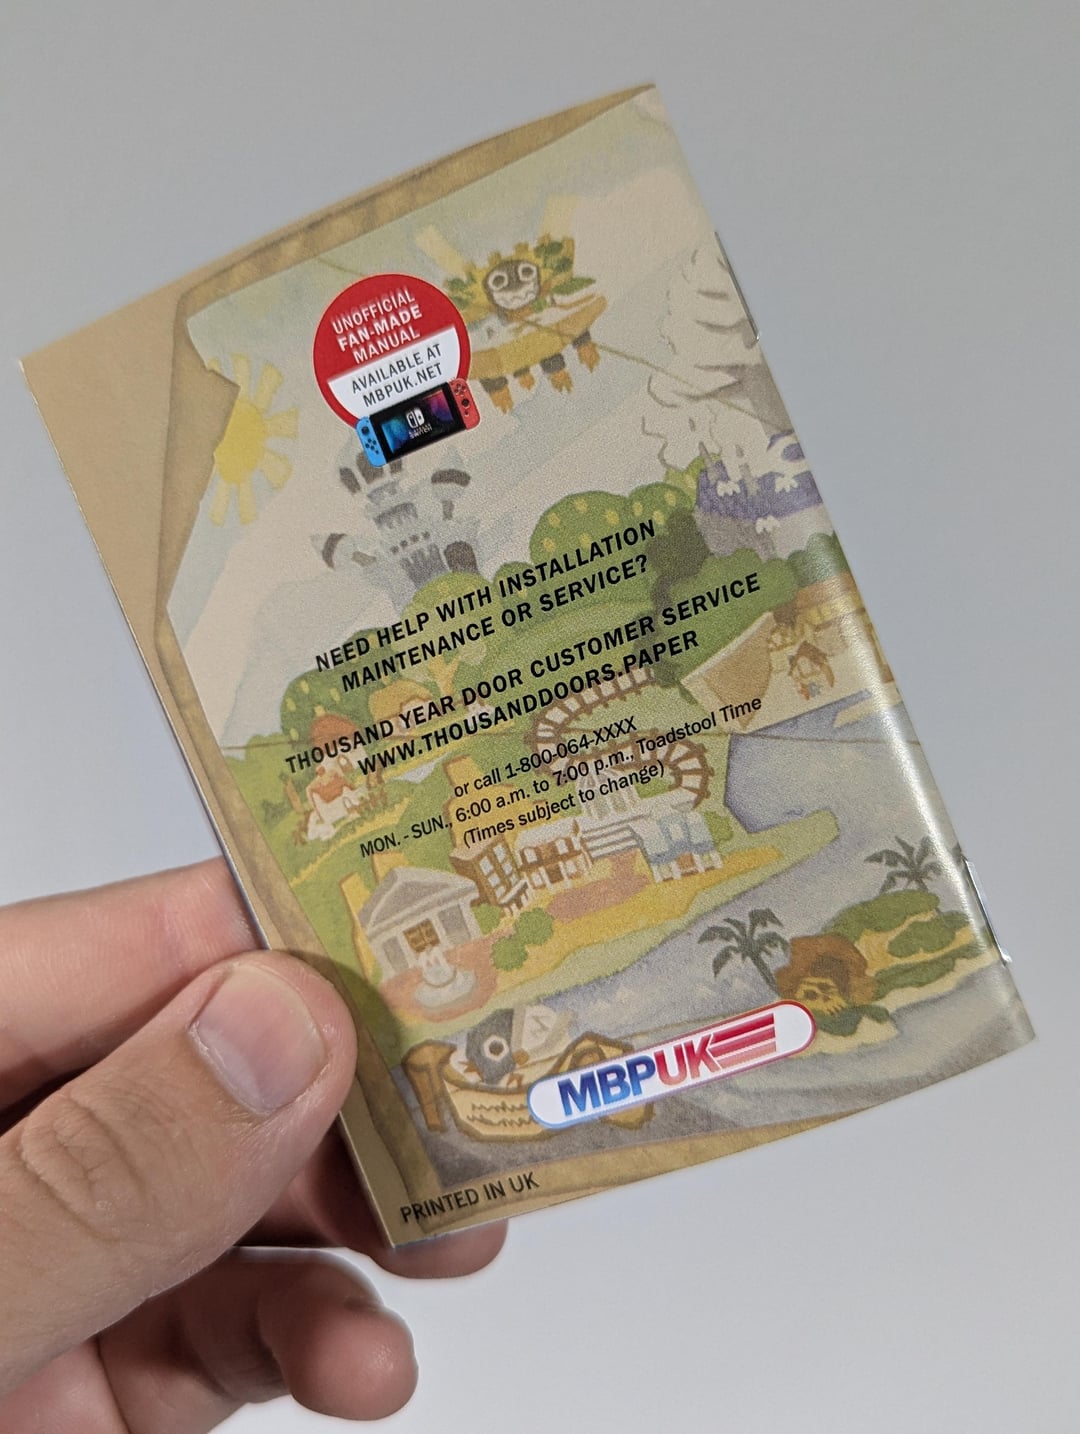 UNOFFICIAL
FAN-MADE
MANUAL
AVAILABLE AT
MBPUK.NET
NEED HELP WITH INSTALLATION
MAINTENANCE OR SERVICE?
THOUSAND YEAR DOOR CUSTOMER SERVICE
WWW.THOUSANDDOORS.PAPER
or call 1-800-064-XXXX
MON. - SUN., 6:00 a.m. to 7:00 p.m., Toadstool Time
(Times subject to change)
MBPUK
PRINTED IN UK